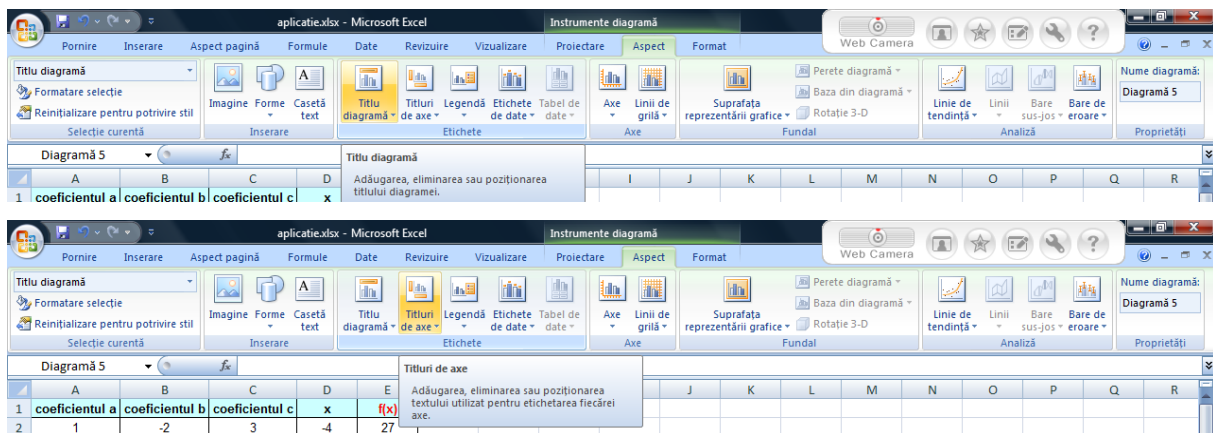 aplicatie.xlsx - Microsoft Excel Instrumente diagramă
Web Camera
Pornire Inserare Aspect pagină Formule Date Revizuire Vizualizare Proiectare Aspect Format
Titlu diagramă
Formatare selecție
Reinițializare pentru potrivire stil
Selecție curentă
Imagine Forme Casetă text
Inserare
Titlu diagramă Titluri de axe Legendă Etichete de date Tabel de date
Etichete
Axe Linii de grilă
Axe
Suprafața reprezentării grafice
Perete diagramă
Baza din diagramă
Rotație 3-D
Fundal
Linie de tendință Linii Bare sus-jos Bare de eroare
Analiză
Nume diagramă:
Diagramă 5
Proprietăți
Diagramă 5 fx
Titlu diagramă
Adăugarea, eliminarea sau poziționarea
titlului diagramei.
A B C D I J K L M N O P Q R
1 coeficientul a coeficientul b coeficientul c x
aplicatie.xlsx - Microsoft Excel Instrumente diagramă
Web Camera
Pornire Inserare Aspect pagină Formule Date Revizuire Vizualizare Proiectare Aspect Format
Titlu diagramă
Formatare selecție
Reinițializare pentru potrivire stil
Selecție curentă
Imagine Forme Casetă text
Inserare
Titlu diagramă Titluri de axe Legendă Etichete de date Tabel de date
Etichete
Axe Linii de grilă
Axe
Suprafața reprezentării grafice
Perete diagramă
Baza din diagramă
Rotație 3-D
Fundal
Linie de tendință Linii Bare sus-jos Bare de eroare
Analiză
Nume diagramă:
Diagramă 5
Proprietăți
Diagramă 5 fx
Titluri de axe
Adăugarea, eliminarea sau poziționarea
textului utilizat pentru etichetarea fiecărei
axe.
A B C D E J K L M N O P Q R
1 coeficientul a coeficientul b coeficientul c x f(x)
2 1 -2 3 -4 27